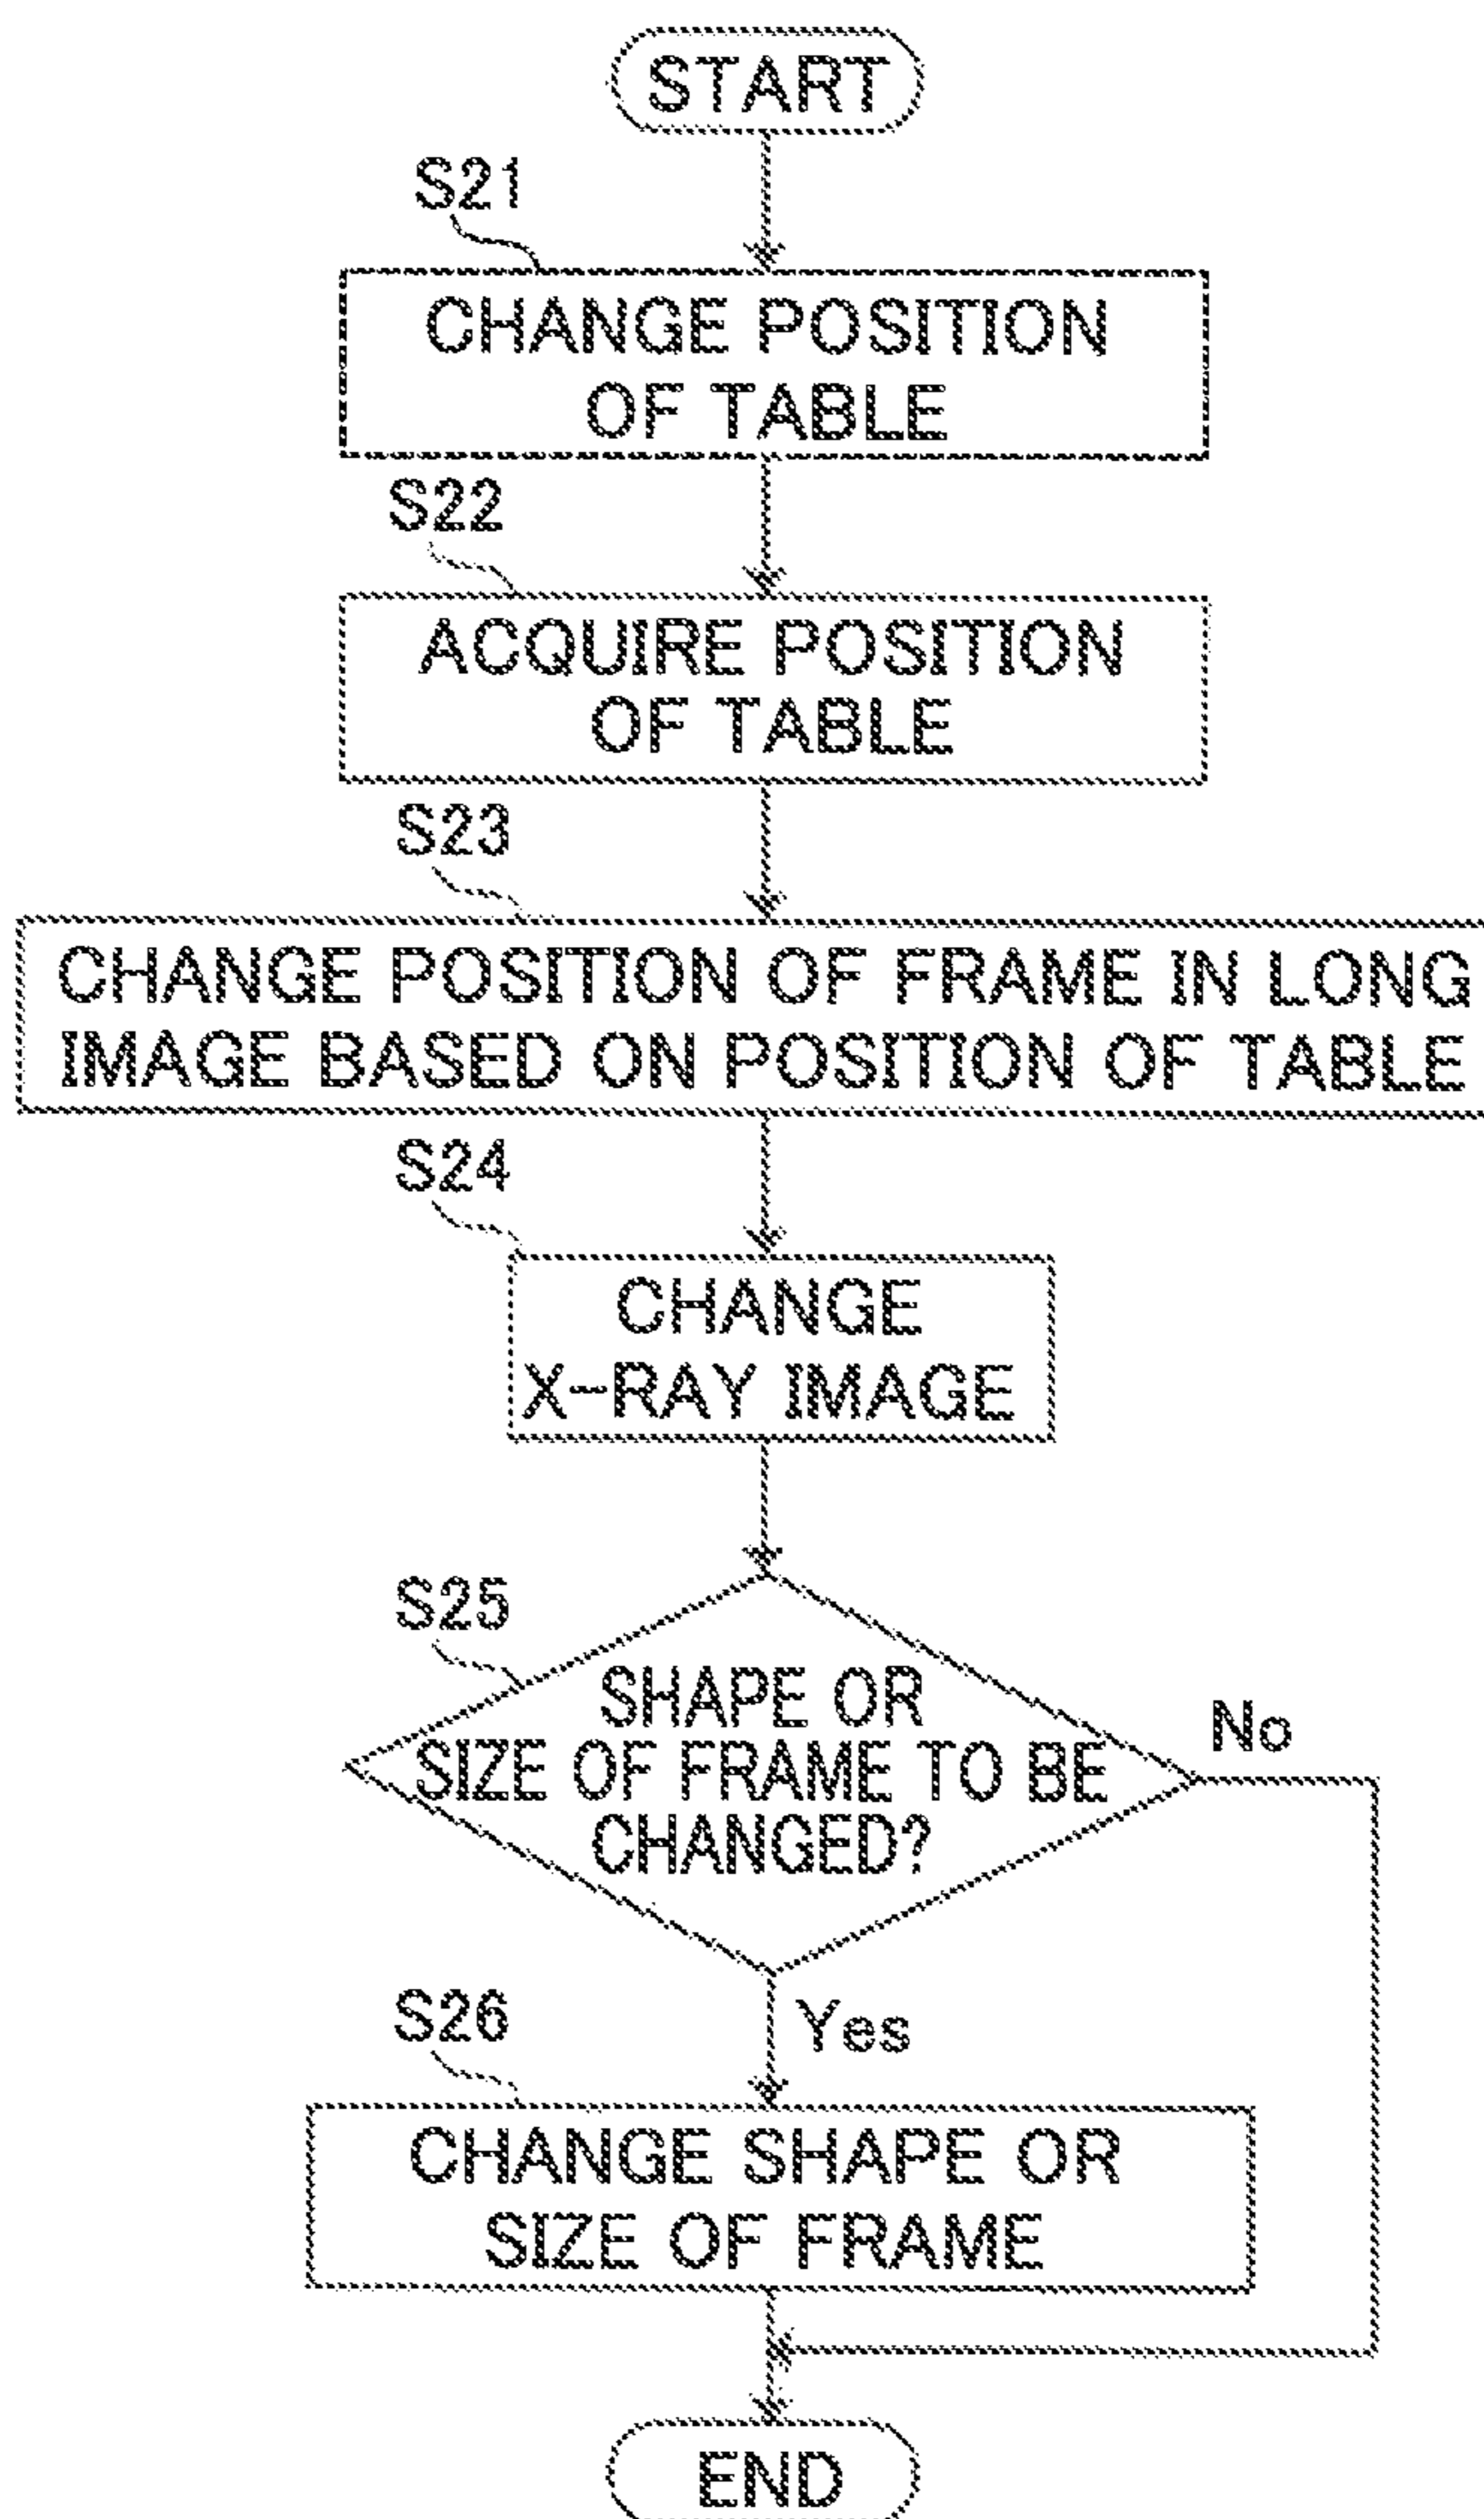 START
S21
CHANGE POSITION
OF TABLE
S22
ACQUIRE POSITION
OF TABLE
S23
CHANGE POSITION OF FRAME IN LONG
IMAGE BASED ON POSITION OF TABLE
S24
CHANGE
X-RAY IMAGE
S25
SHAPE OR
SIZE OF FRAME TO BE
CHANGED?
No
Yes
S26
CHANGE SHAPE OR
SIZE OF FRAME
END